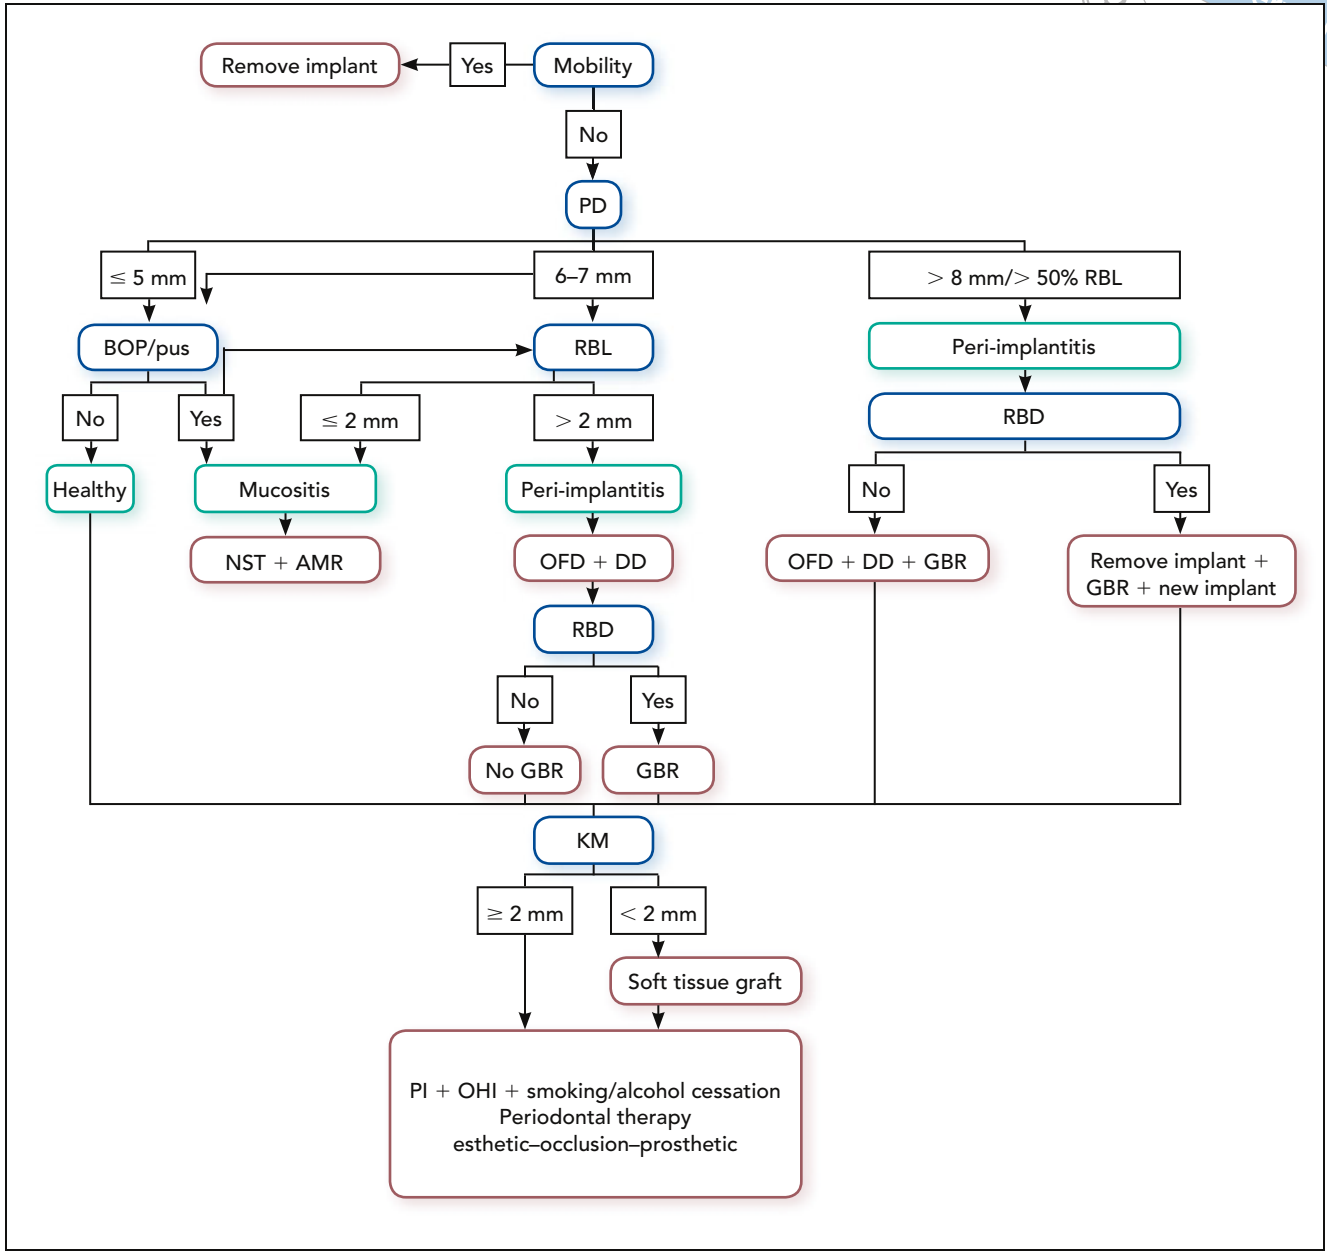 Remove implant
Yes
Mobility
No
PD
≤ 5 mm
6–7 mm
> 8 mm/> 50% RBL
BOP/pus
RBL
Peri-implantitis
No
Yes
≤ 2 mm
> 2 mm
RBD
Healthy
Mucositis
Peri-implantitis
No
Yes
NST + AMR
OFD + DD
OFD + DD + GBR
Remove implant +
GBR + new implant
RBD
No
Yes
No GBR
GBR
KM
≥ 2 mm
< 2 mm
Soft tissue graft
PI + OHI + smoking/alcohol cessation
Periodontal therapy
esthetic–occlusion–prosthetic